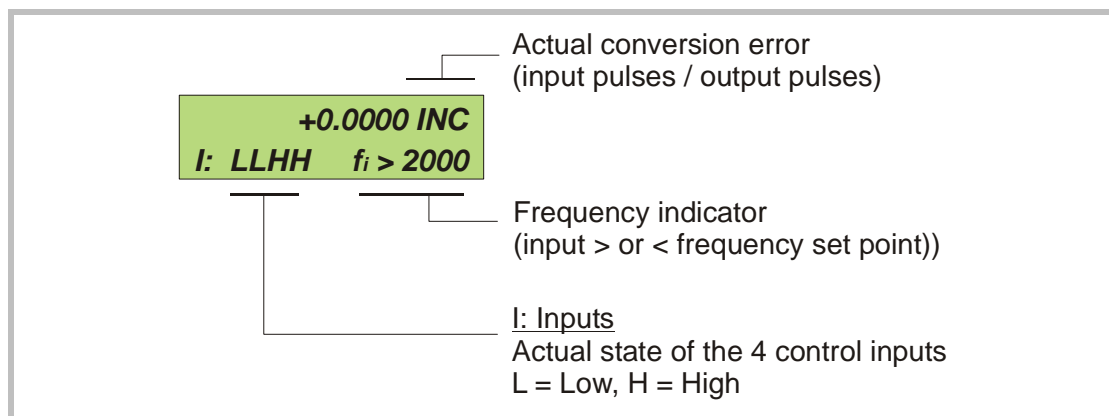 Actual conversion error
(input pulses / output pulses)
+0.0000 INC
I: LLHH fi > 2000
Frequency indicator
(input > or < frequency set point))
I: Inputs
Actual state of the 4 control inputs
L = Low, H = High